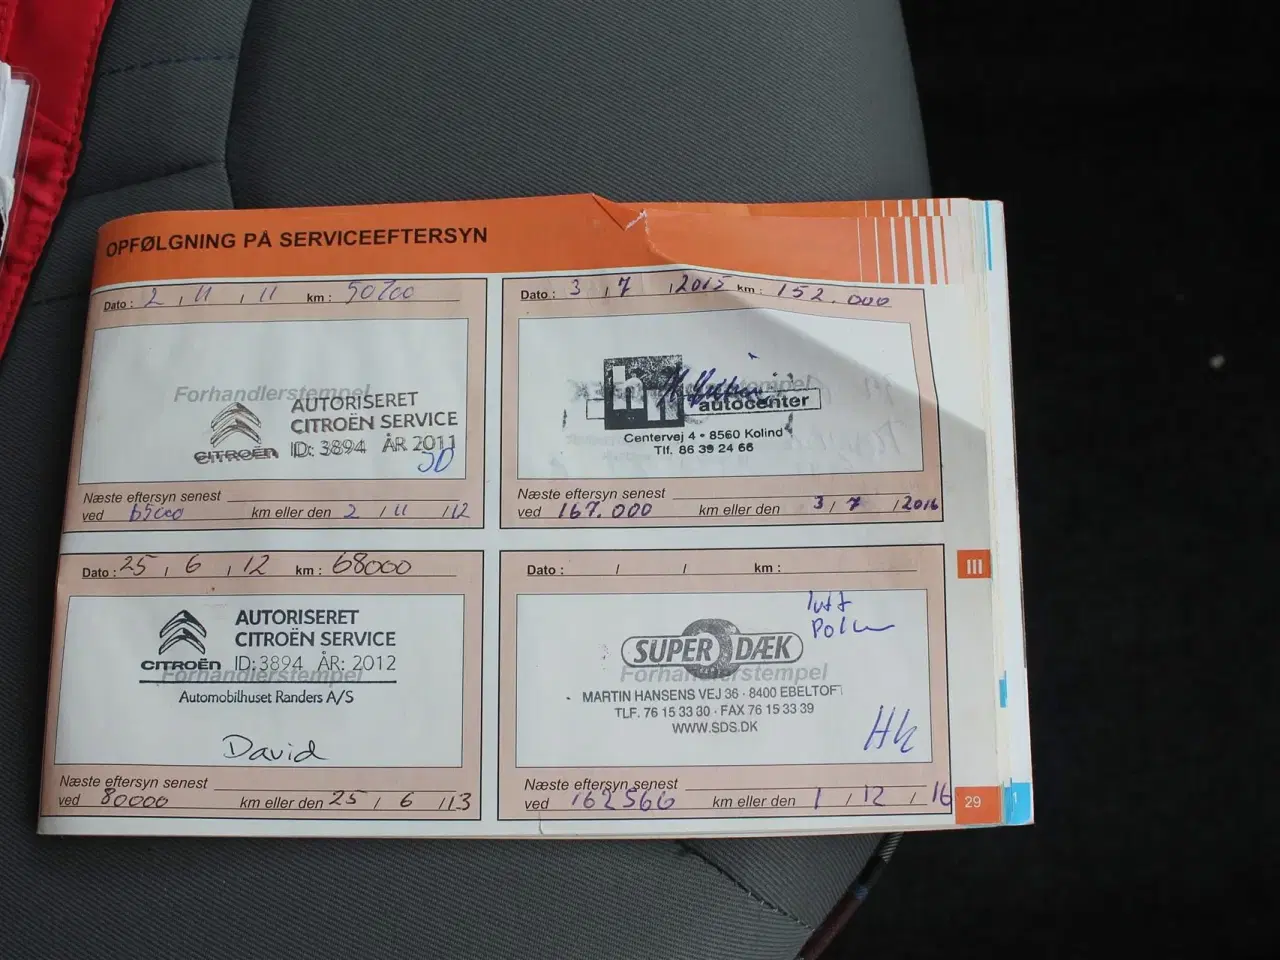 OPFØLGNING PÅ SERVICEEFTERSYN
Dato : 2 / 11 / 11 km : 50700
Forhandlerstempel
AUTORISERET
CITROËN SERVICE
CITROËN ID: 3894 ÅR 2011
JD
Næste eftersyn senest
ved 65000 km eller den 2 / 11 / 12
Dato : 3 / 7 / 2015 km : 152.000
hn
autocenter
Centervej 4 • 8560 Kolind
Tlf. 86 39 24 66
Næste eftersyn senest
ved 167.000 km eller den 3 / 7 / 2016
Dato : 25 / 6 / 12 km : 68000
AUTORISERET
CITROËN SERVICE
CITROËN ID: 3894 ÅR: 2012
Forhandlerstempel
Automobilhuset Randers A/S
David
Næste eftersyn senest
ved 80000 km eller den 25 / 6 / 13
Dato : / / km :
luft
SUPER DÆK
Forhandlerstempel
MARTIN HANSENS VEJ 36 · 8400 EBELTOFT
TLF. 76 15 33 30 · FAX 76 15 33 39
WWW.SDS.DK
HK
Næste eftersyn senest
ved 162566 km eller den 1 / 12 / 16
III
29
1